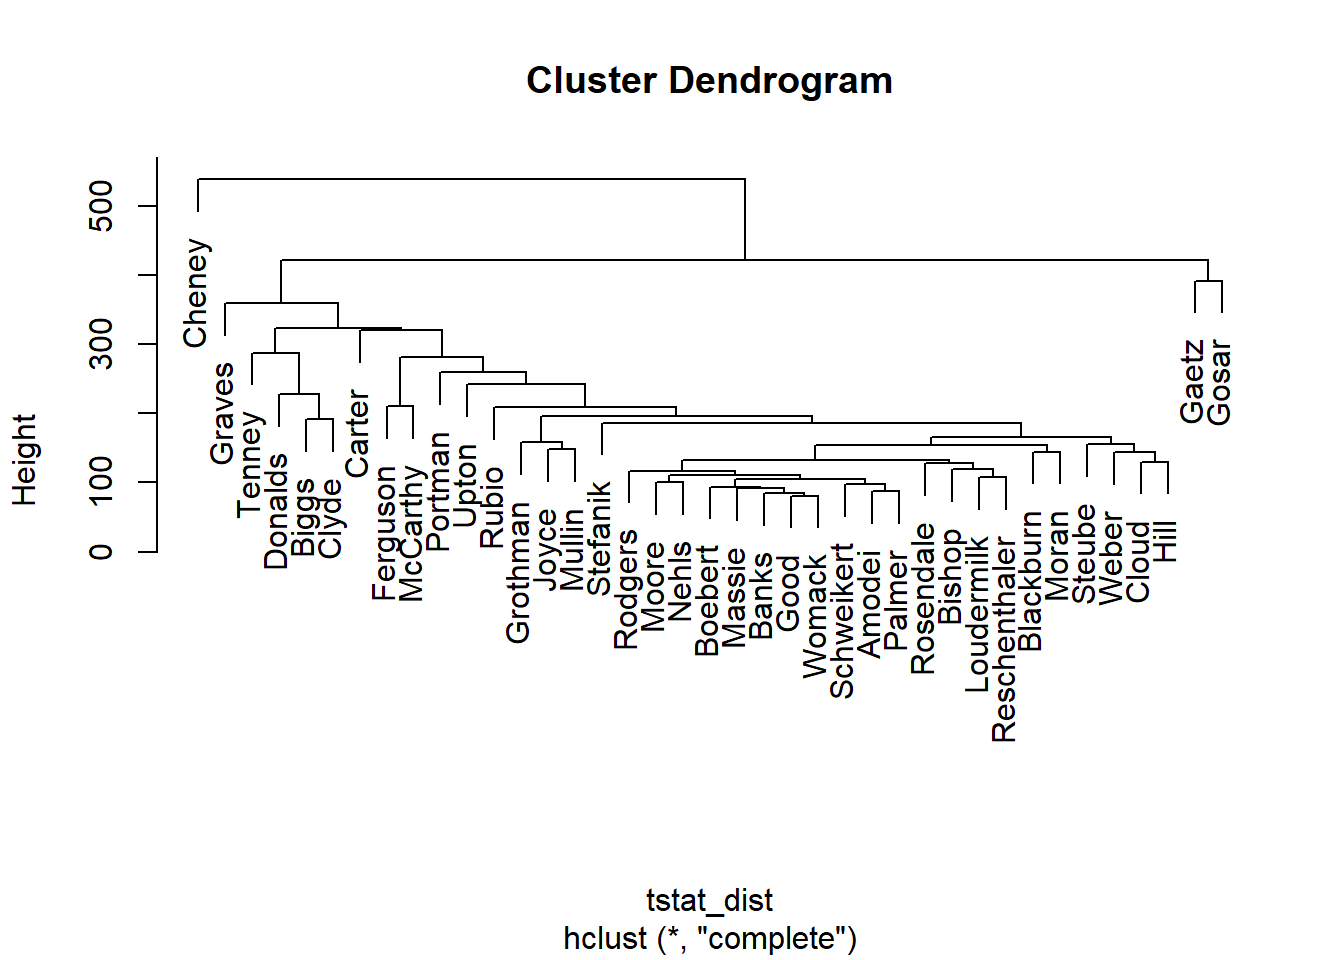 Cluster Dendrogram
Height
0
100
300
500
Cheney
Graves
Tenney
Donalds
Biggs
Clyde
Carter
Ferguson
McCarthy
Portman
Upton
Rubio
Grothman
Joyce
Mullin
Stefanik
Rodgers
Moore
Nehls
Boebert
Massie
Banks
Good
Womack
Schweikert
Amodei
Palmer
Rosendale
Bishop
Loudermilk
Reschenthaler
Blackburn
Moran
Steube
Weber
Cloud
Hill
Gaetz
Gosar
tstat_dist
hclust (*, "complete")